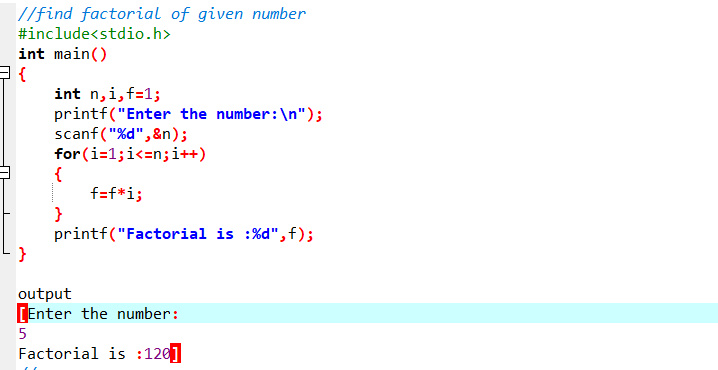 //find factorial of given number
#include<stdio.h>
int main()
{
int n,i,f=1;
printf("Enter the number:\n");
scanf("%d",&n);
for(i=1;i<=n;i++)
{
f=f*i;
}
printf("Factorial is :%d",f);
}
output
[Enter the number:
5
Factorial is :120]